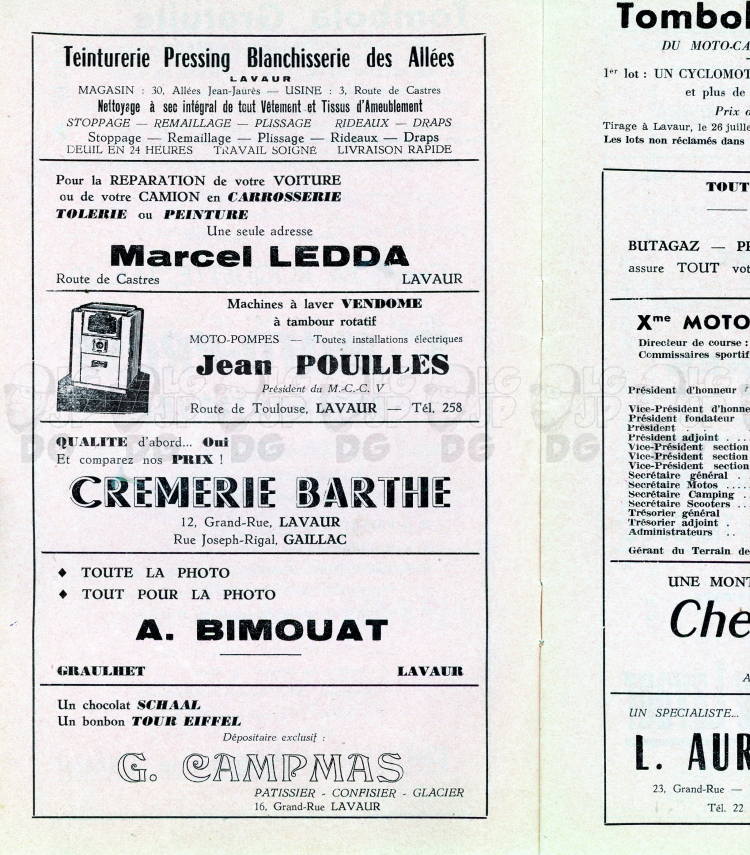 Teinturerie Pressing Blanchisserie des Allées
LAVAUR
MAGASIN : 30, Allées Jean-Jaurès — USINE : 3, Route de Castres
Nettoyage à sec intégral de tout Vêtement et Tissus d'Ameublement
STOPPAGE — REMAILLAGE - PLISSAGE RIDEAUX - DRAPS
Stoppage — Remaillage — Plissage — Rideaux — Draps
DEUIL EN 24 HEURES TRAVAIL SOIGNÉ LIVRAISON RAPIDE
Pour la REPARATION de votre VOITURE
ou de votre CAMION en CARROSSERIE
TOLERIE ou PEINTURE
Une seule adresse
Marcel LEDDA
Route de Castres LAVAUR
Machines à laver VENDOME
à tambour rotatif
MOTO-POMPES — Toutes installations électriques
Jean POUILLES
Président du M.-C.-C. V
Route de Toulouse, LAVAUR — Tél. 258
QUALITE d'abord... Oui
Et comparez nos PRIX !
CREMERIE BARTHE
12, Grand-Rue, LAVAUR
Rue Joseph-Rigal, GAILLAC
♦ TOUTE LA PHOTO
♦ TOUT POUR LA PHOTO
A. BIMOUAT
GRAULHET LAVAUR
Un chocolat SCHAAL
Un bonbon TOUR EIFFEL
Dépositaire exclusif :
G. CAMPMAS
PATISSIER - CONFISIER - GLACIER
16, Grand-Rue LAVAUR
Tombol
DU MOTO-CA
1er lot : UN CYCLOMOT
et plus de
Prix d
Tirage à Lavaur, le 26 juille
Les lots non réclamés dans
TOUT
BUTAGAZ — PR
assure TOUT vot
Xme MOTO
Directeur de course :
Commissaires sportif
Président d'honneur
Vice-Président d'honne
Président fondateur
Président . .
Président adjoint . . . .
Vice-Président section
Vice-Président section
Vice-Président section
Secrétaire général . .
Secrétaire Motos .....
Secrétaire Camping ..
Secrétaire Scooters ...
Trésorier général
Trésorier adjoint .
Administrateurs . .
Gérant du Terrain de
UNE MONT
Che
A
UN SPECIALISTE...
L. AUR
23, Grand-Rue —
Tél. 22
LG JP DG